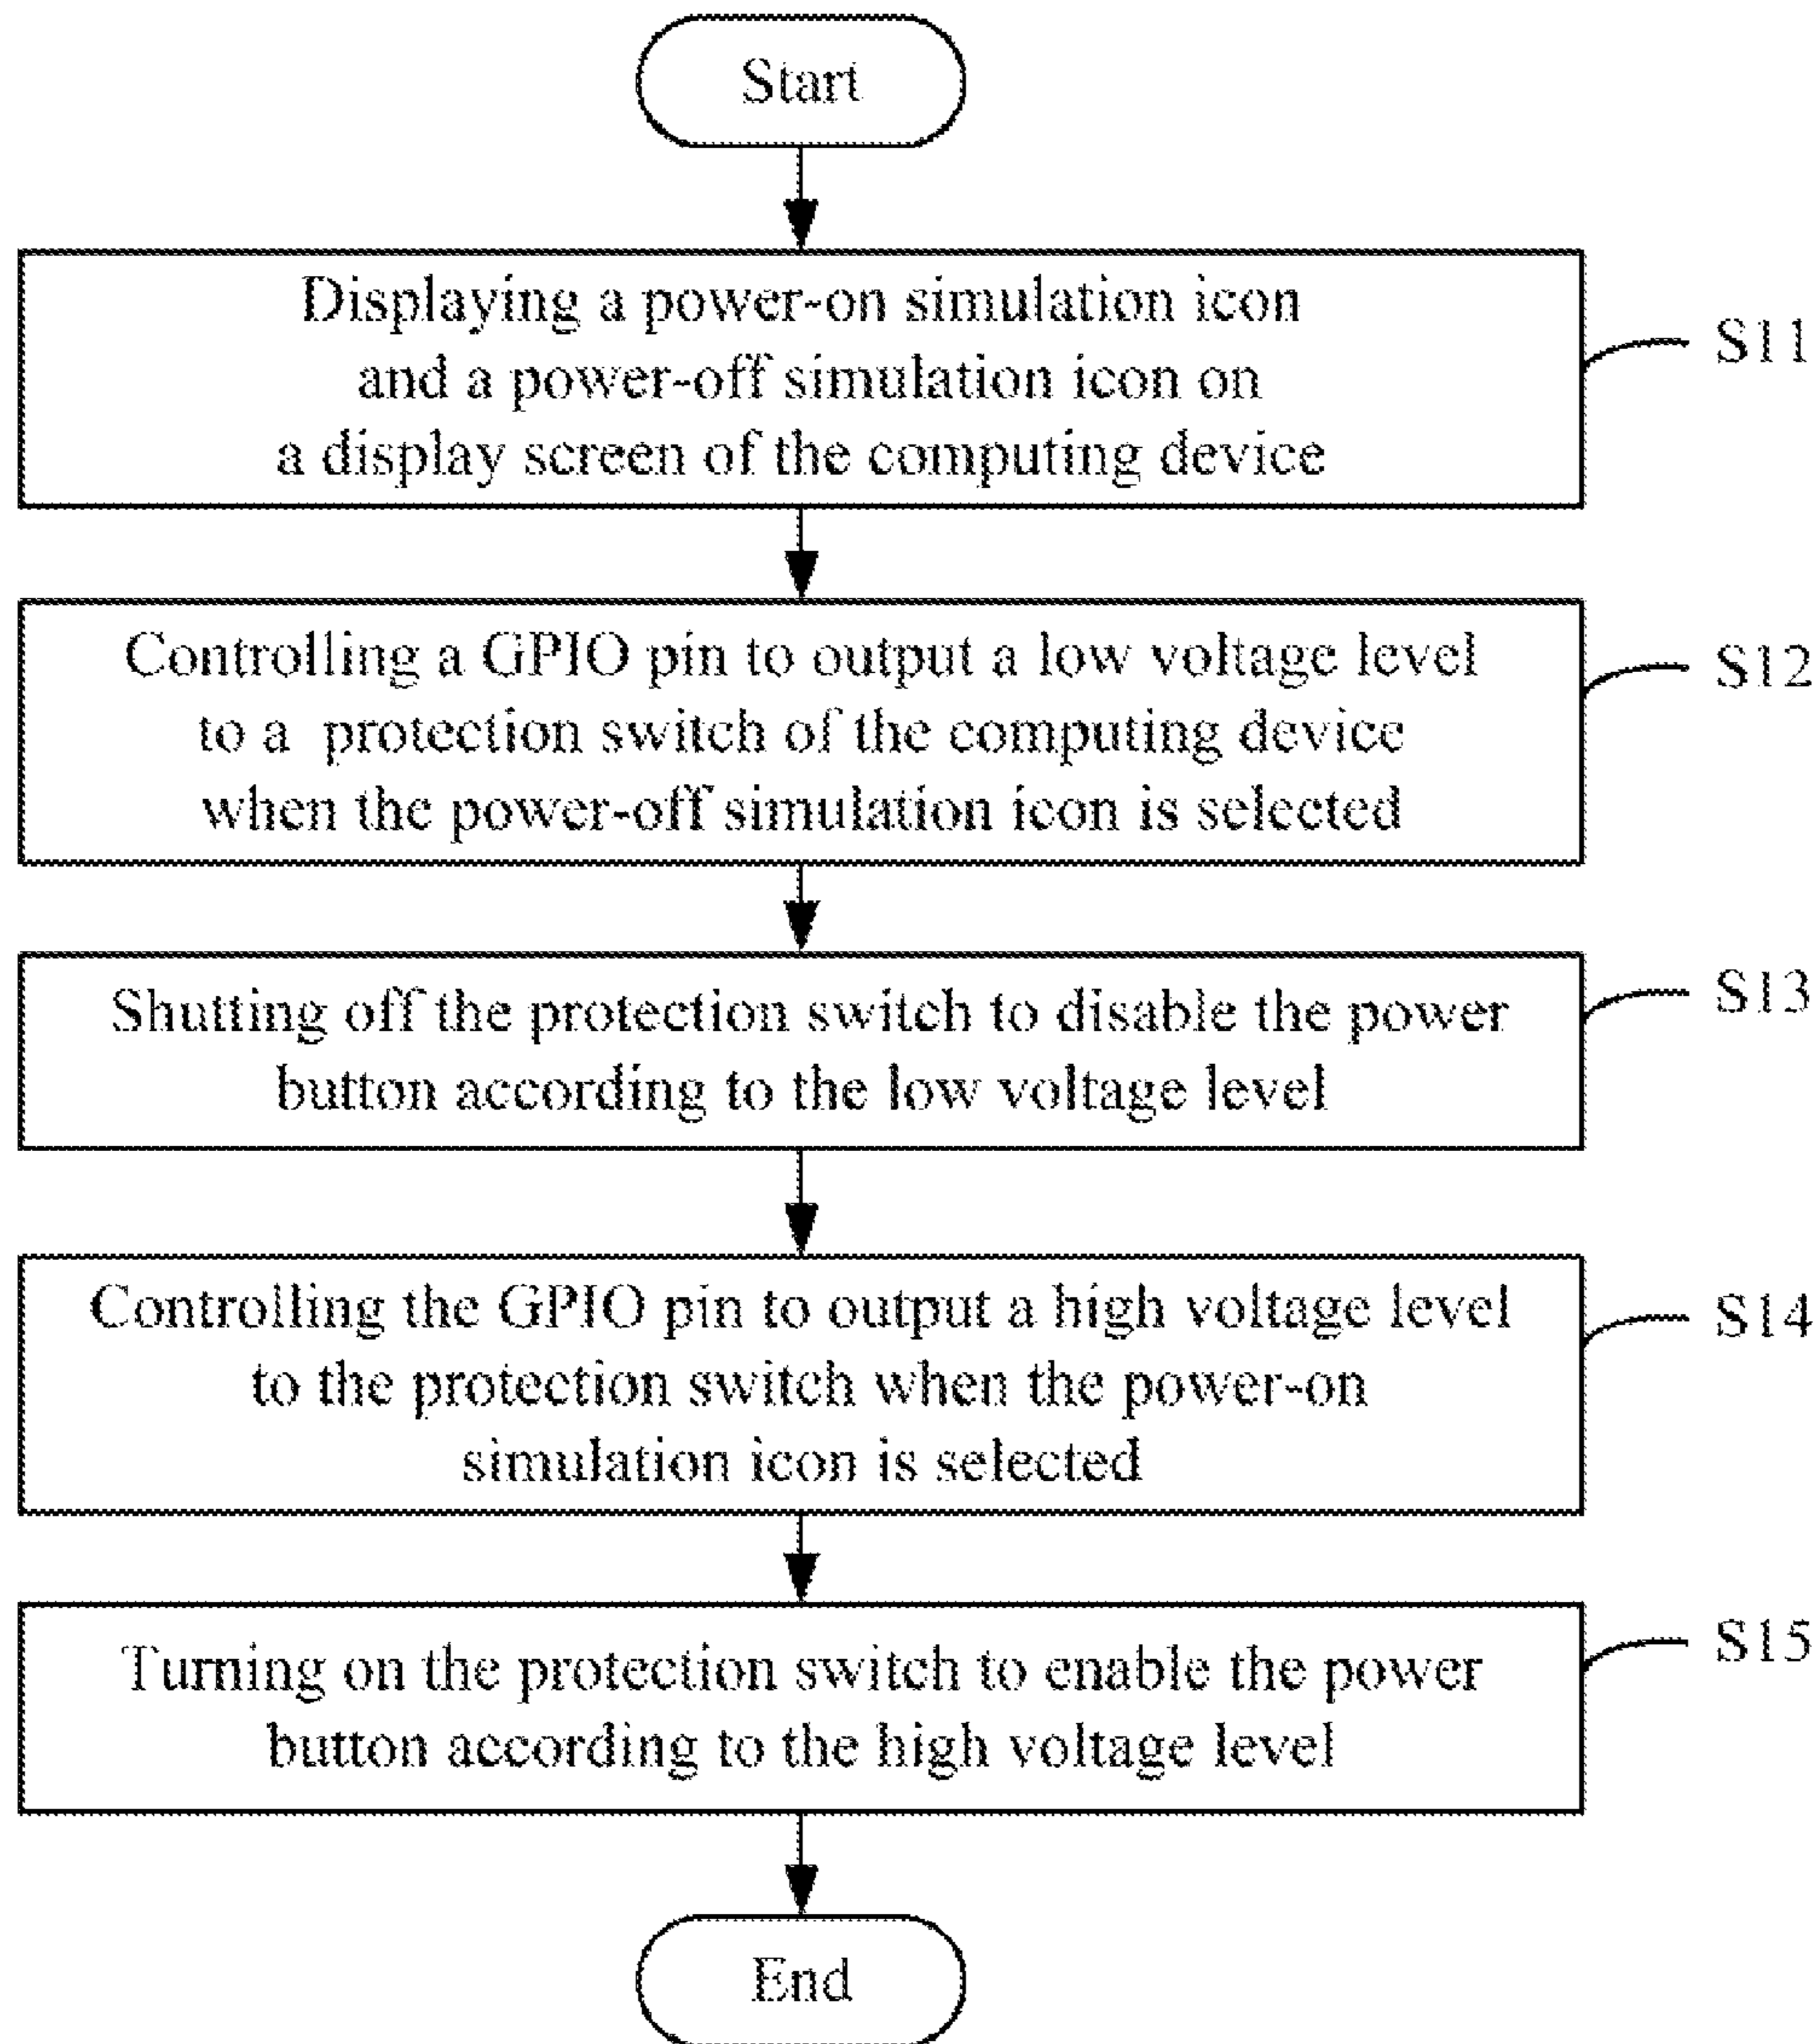 Start
Displaying a power-on simulation icon
and a power-off simulation icon on
a display screen of the computing device
S11
Controlling a GPIO pin to output a low voltage level
to a protection switch of the computing device
when the power-off simulation icon is selected
S12
Shutting off the protection switch to disable the power
button according to the low voltage level
S13
Controlling the GPIO pin to output a high voltage level
to the protection switch when the power-on
simulation icon is selected
S14
Turning on the protection switch to enable the power
button according to the high voltage level
S15
End